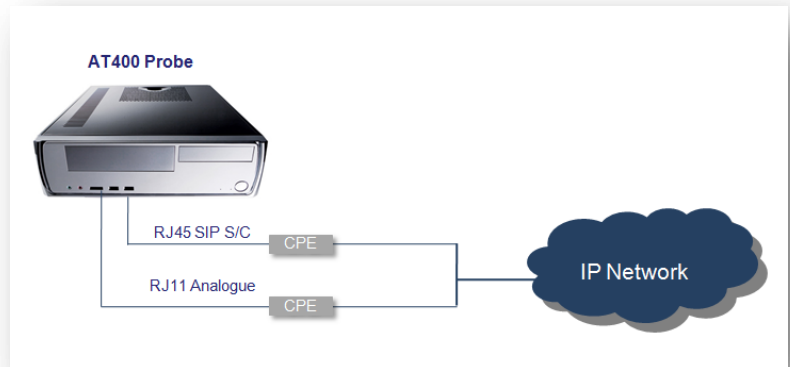 AT400 Probe
RJ45 SIP S/C
CPE
IP Network
RJ11 Analogue
CPE